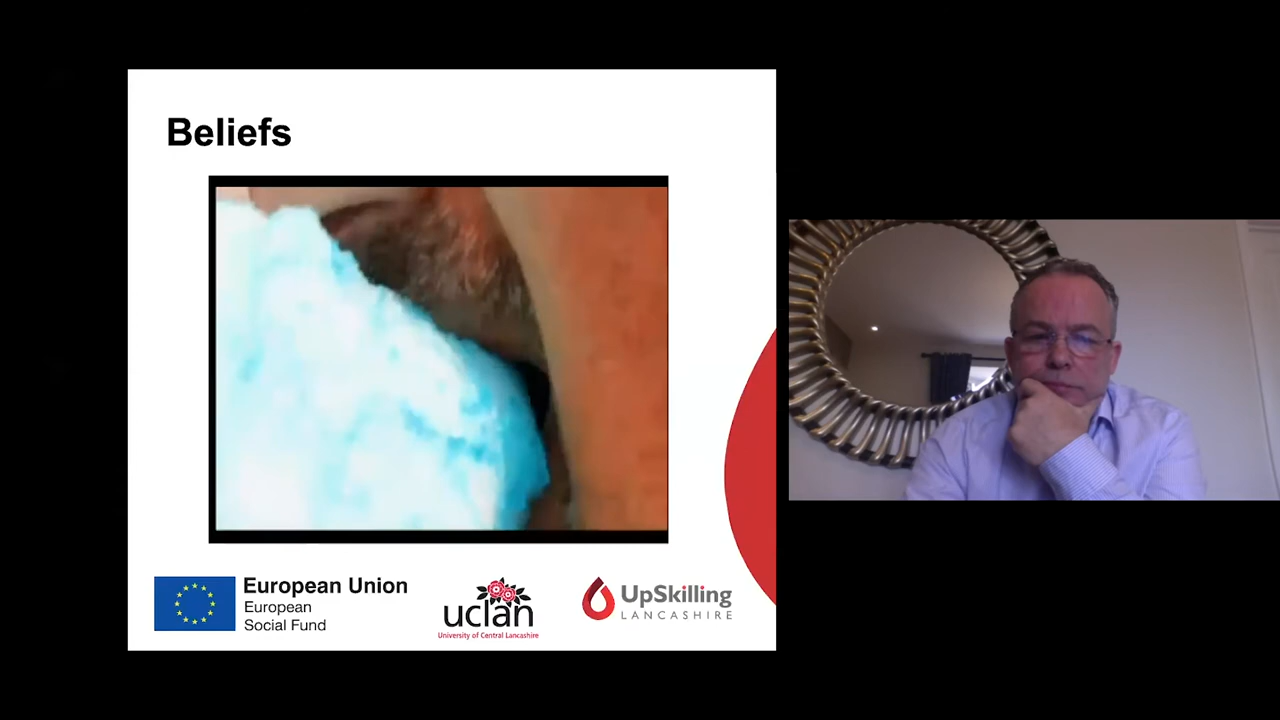 Beliefs
European Union
European
Social Fund
uclan
University of Central Lancashire
UpSkilling
LANCASHIRE